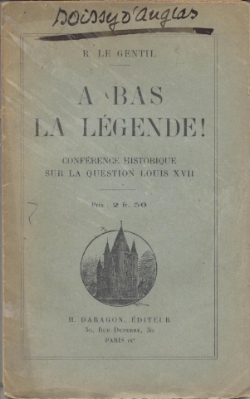 BOISSY D'ANGLAS
R. LE GENTIL
A BAS
LA LÉGENDE!
CONFÉRENCE HISTORIQUE
SUR LA QUESTION LOUIS XVII
Prix : 2 fr. 50
H. DARAGON, ÉDITEUR
30, RUE DUPERRÉ, 30
PARIS IXe